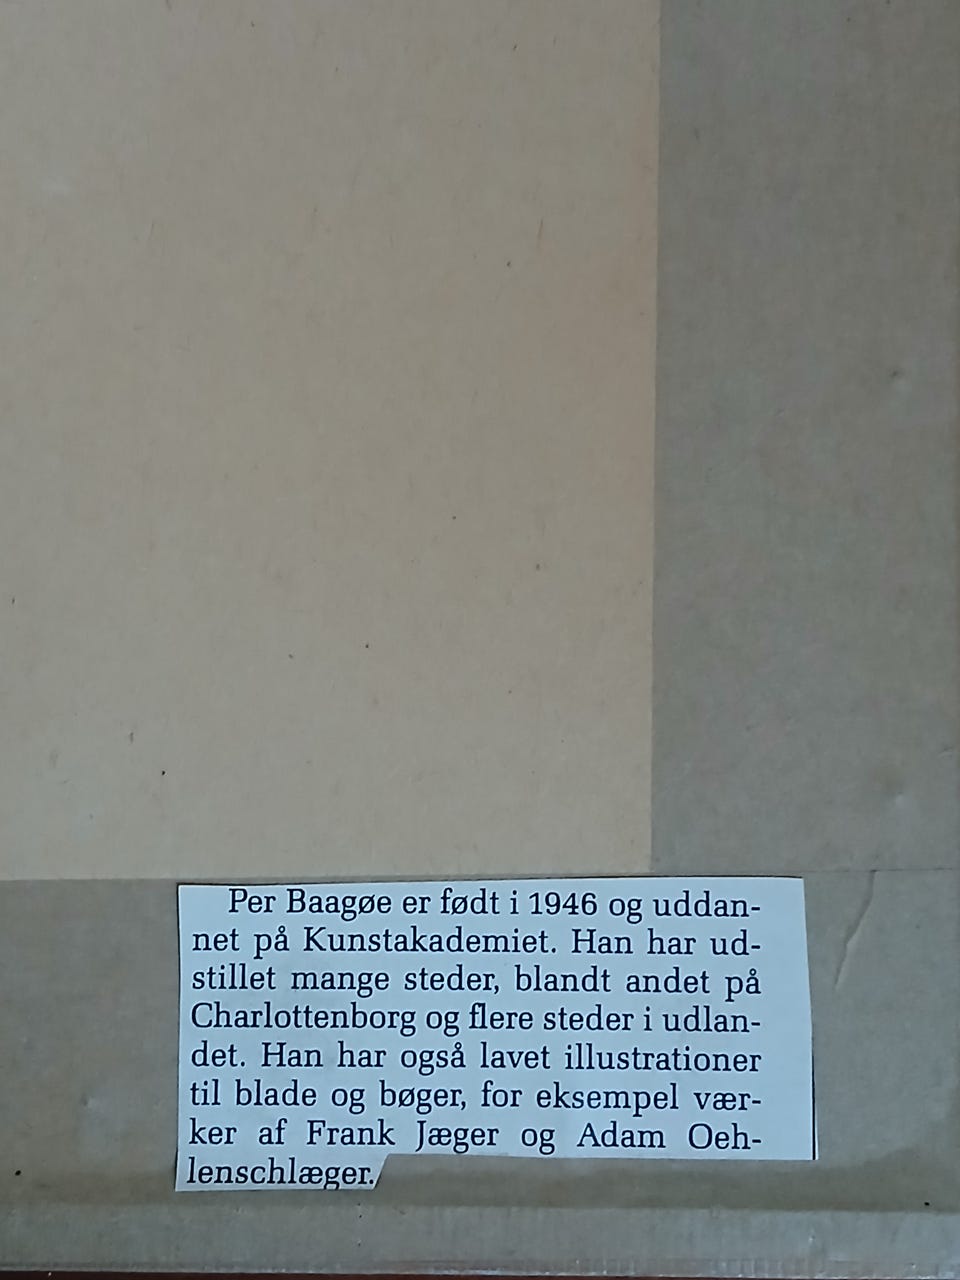 Per Baagøe er født i 1946 og uddan-
net på Kunstakademiet. Han har ud-
stillet mange steder, blandt andet på
Charlottenborg og flere steder i udlan-
det. Han har også lavet illustrationer
til blade og bøger, for eksempel vær-
ker af Frank Jæger og Adam Oeh-
lenschlæger.